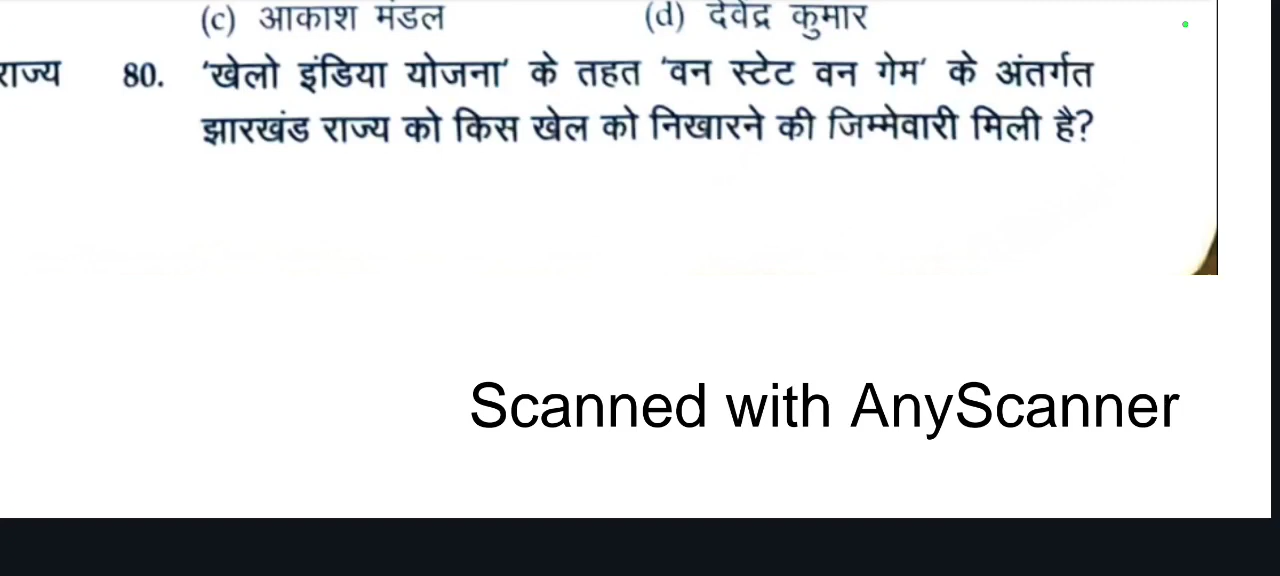 (c) आकाश मंडल (d) देवेंद्र कुमार
राज्य 80. 'खेलो इंडिया योजना' के तहत 'वन स्टेट वन गेम' के अंतर्गत
झारखंड राज्य को किस खेल को निखारने की जिम्मेवारी मिली है?
Scanned with AnyScanner